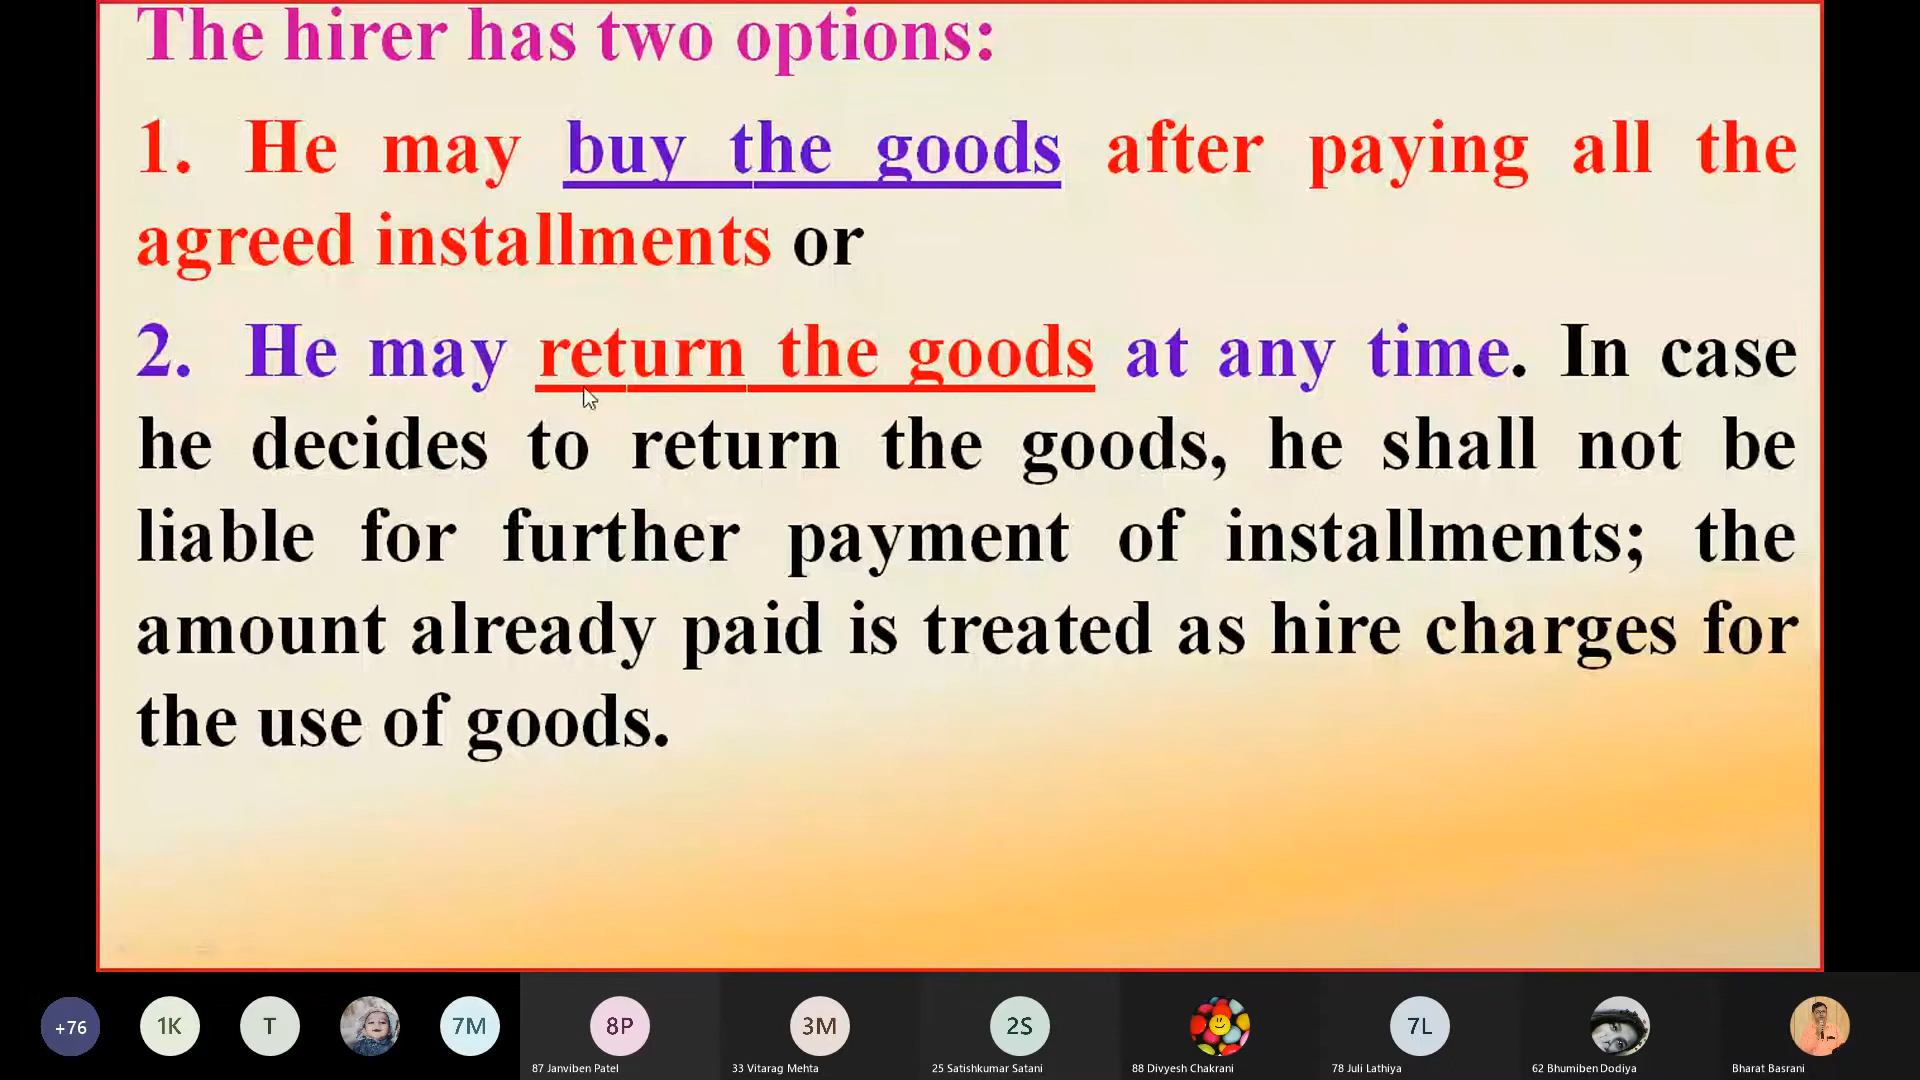 The hirer has two options:
1. He may buy the goods after paying all the
agreed installments or
2. He may return the goods at any time. In case
he decides to return the goods, he shall not be
liable for further payment of installments; the
amount already paid is treated as hire charges for
the use of goods.
+76 1K T 7M 8P 3M 2S 7L
87 Janviben Patel 33 Vitarag Mehta 25 Satishkumar Satani 88 Divyesh Chakrani 78 Juli Lathiya 62 Bhumiben Dodiya Bharat Basrani